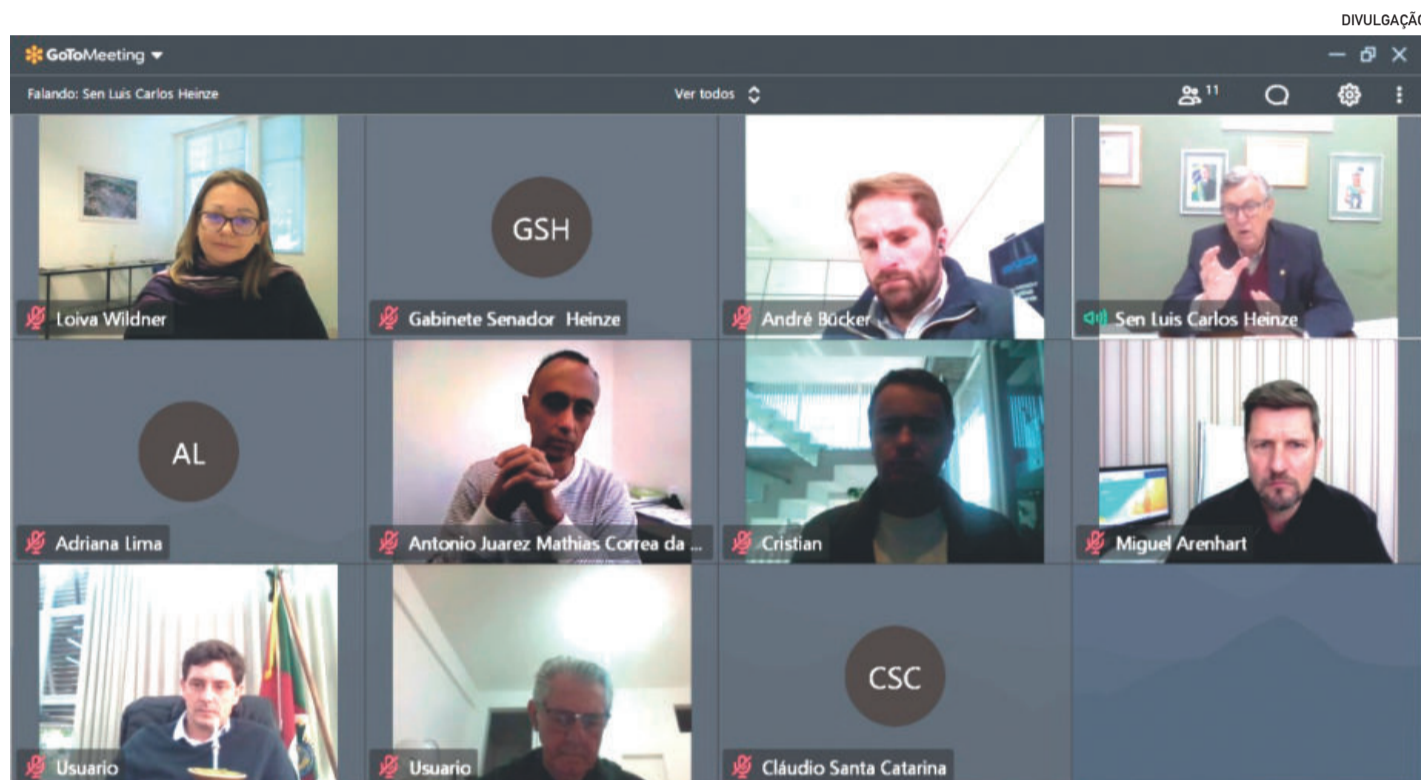 DIVULGAÇÃO
GoToMeeting
Falando: Sen Luis Carlos Heinze
Ver todos
11
Loiva Wildner
GSH
Gabinete Senador Heinze
André Bücker
Sen Luis Carlos Heinze
AL
Adriana Lima
Antonio Juarez Mathias Correa da ...
Cristian
Miguel Arenhart
Usuario
Usuario
CSC
Cláudio Santa Catarina